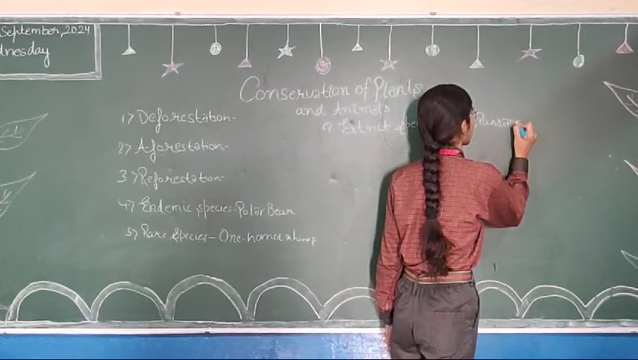 September, 2024
dnesday
Conservation of Plants
and Animals
1) Deforestation-
2) Aforestation-
3) Reforestation-
4) Endemic species-Polar Bear
5) Rare Species- One-horned rhino
Extinct